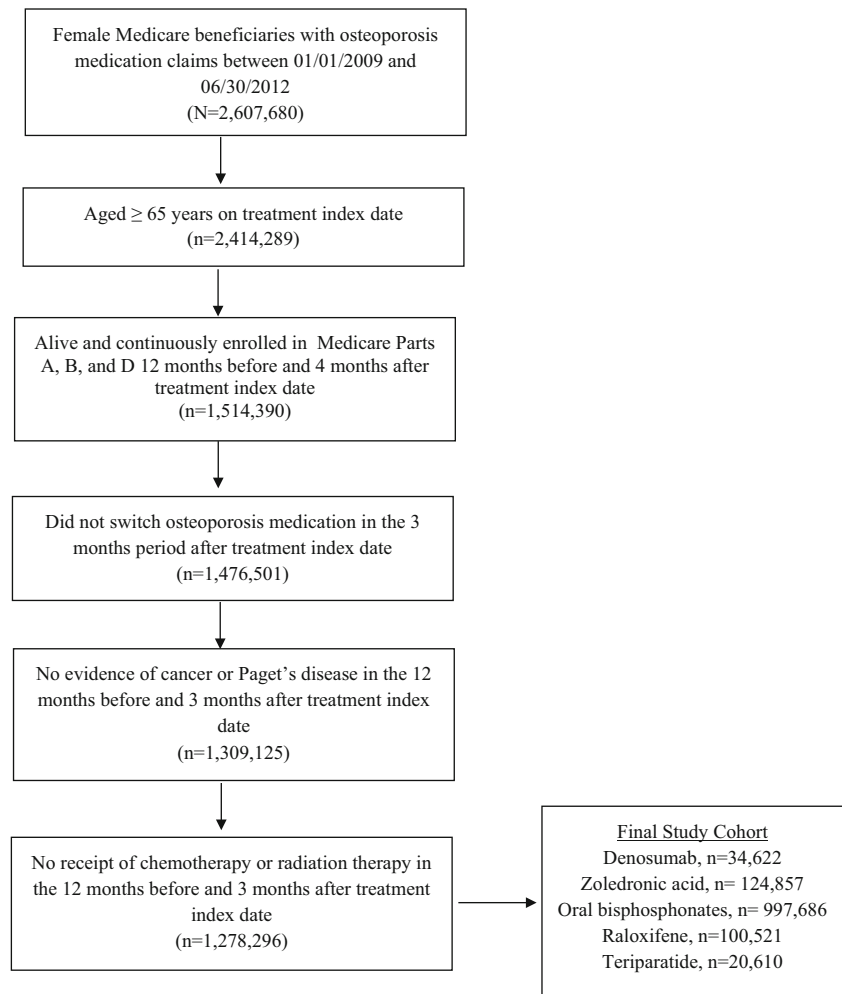 Female Medicare beneficiaries with osteoporosis
medication claims between 01/01/2009 and
06/30/2012
(N=2,607,680)
Aged ≥ 65 years on treatment index date
(n=2,414,289)
Alive and continuously enrolled in Medicare Parts
A, B, and D 12 months before and 4 months after
treatment index date
(n=1,514,390)
Did not switch osteoporosis medication in the 3
months period after treatment index date
(n=1,476,501)
No evidence of cancer or Paget’s disease in the 12
months before and 3 months after treatment index
date
(n=1,309,125)
No receipt of chemotherapy or radiation therapy in
the 12 months before and 3 months after treatment
index date
(n=1,278,296)
Final Study Cohort
Denosumab, n=34,622
Zoledronic acid, n= 124,857
Oral bisphosphonates, n= 997,686
Raloxifene, n=100,521
Teriparatide, n=20,610